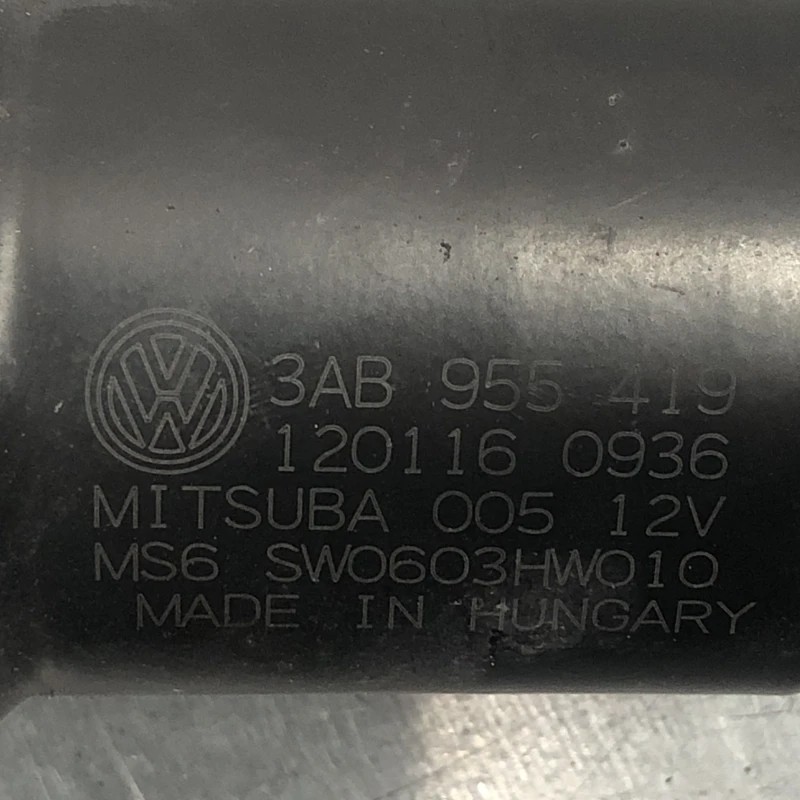 3AB 955 419
120116 0936
MITSUBA 005 12V
MS6 SW0603HW010
MADE IN HUNGARY